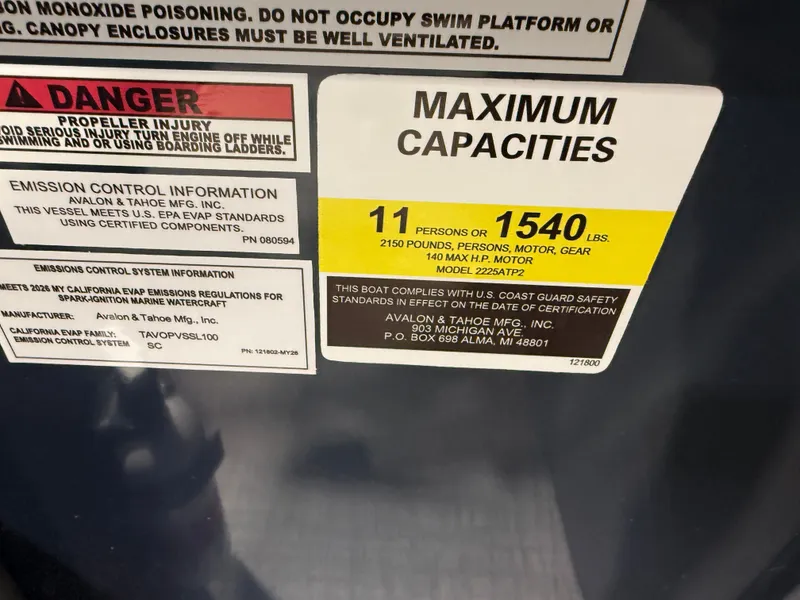 ON MONOXIDE POISONING. DO NOT OCCUPY SWIM PLATFORM OR
G. CANOPY ENCLOSURES MUST BE WELL VENTILATED.
DANGER
PROPELLER INJURY
OID SERIOUS INJURY TURN ENGINE OFF WHILE
SWIMMING AND/OR USING BOARDING LADDERS.
EMISSION CONTROL INFORMATION
AVALON & TAHOE MFG. INC.
THIS VESSEL MEETS U.S. EPA EVAP STANDARDS
USING CERTIFIED COMPONENTS.
PN 080594
EMISSIONS CONTROL SYSTEM INFORMATION
MEETS 2026 MY CALIFORNIA EVAP EMISSIONS REGULATIONS FOR
SPARK-IGNITION MARINE WATERCRAFT
MANUFACTURER: Avalon & Tahoe Mfg., Inc.
CALIFORNIA EVAP FAMILY: TAVOPVSSL100
EMISSION CONTROL SYSTEM SC
PN: 121802-MY26
MAXIMUM
CAPACITIES
11 PERSONS OR 1540 LBS.
2150 POUNDS, PERSONS, MOTOR, GEAR
140 MAX H.P. MOTOR
MODEL 2225ATP2
THIS BOAT COMPLIES WITH U.S. COAST GUARD SAFETY
STANDARDS IN EFFECT ON THE DATE OF CERTIFICATION
AVALON & TAHOE MFG., INC.
903 MICHIGAN AVE
P.O. BOX 698 ALMA, MI 48801
121800